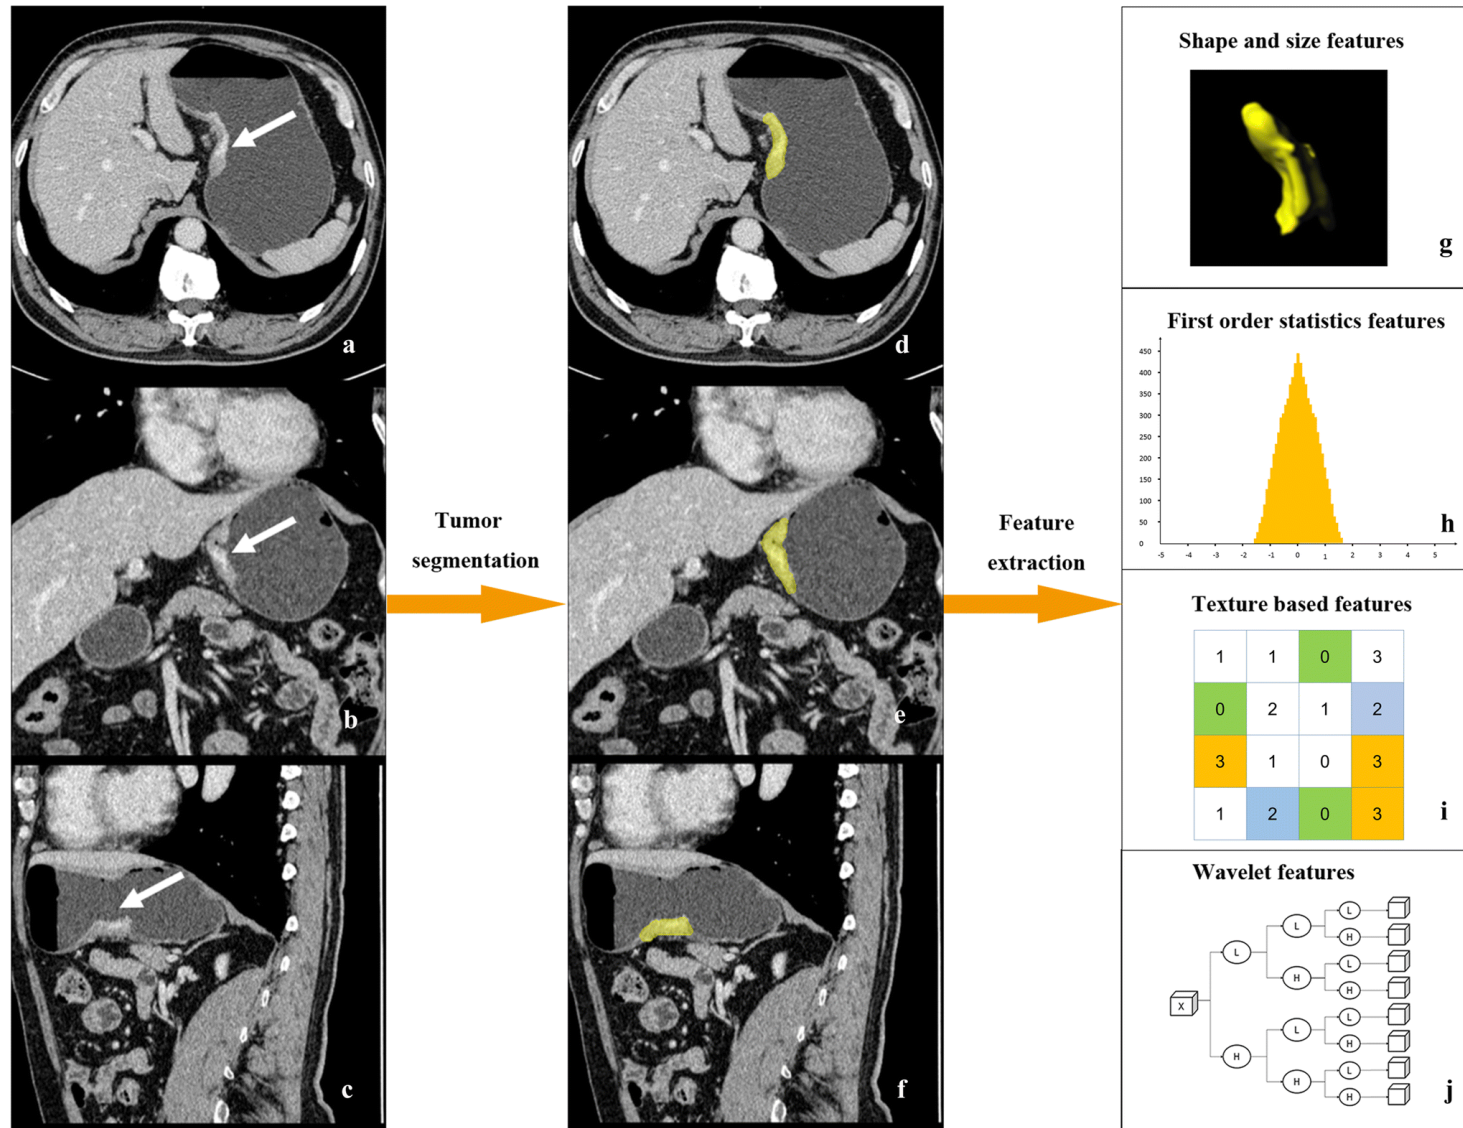 a
b
c
Tumor
segmentation
d
e
f
Feature
extraction
Shape and size features
g
First order statistics features
450
400
350
300
250
200
150
100
50
0
-5 -4 -3 -2 -1 0 1 2 3 4 5
h
Texture based features
1 1 0 3
0 2 1 2
3 1 0 3
1 2 0 3
i
Wavelet features
L
L
H
L
L
H
H
X
L
L
H
H
L
H
H
j